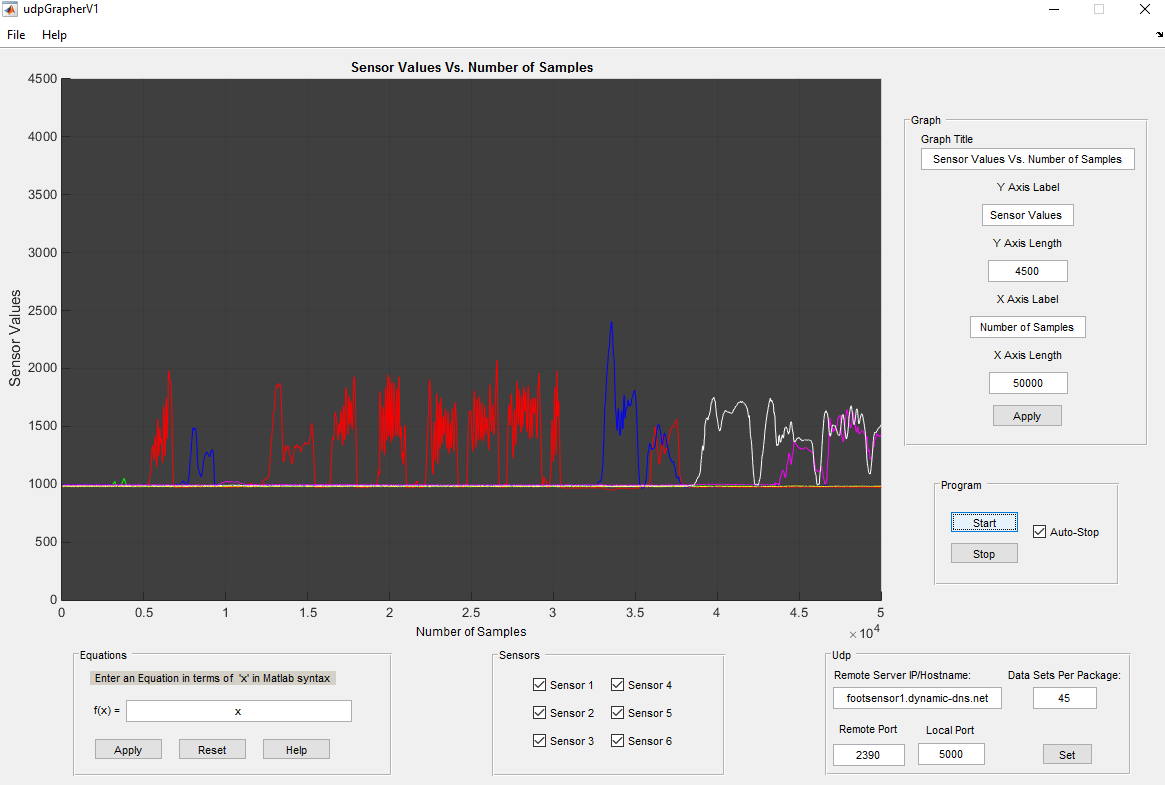 udpGrapherV1
File Help
Sensor Values Vs. Number of Samples
4500
4000
3500
3000
2500
2000
1500
1000
500
0
Sensor Values
0 0.5 1 1.5 2 2.5 3 3.5 4 4.5 5
×10^4
Number of Samples
Graph
Graph Title
Sensor Values Vs. Number of Samples
Y Axis Label
Sensor Values
Y Axis Length
4500
X Axis Label
Number of Samples
X Axis Length
50000
Apply
Program
Start
Auto-Stop
Stop
Equations
Enter an Equation in terms of 'x' in Matlab syntax
f(x) = x
Apply Reset Help
Sensors
Sensor 1 Sensor 4
Sensor 2 Sensor 5
Sensor 3 Sensor 6
Udp
Remote Server IP/Hostname: Data Sets Per Package:
footsensor1.dynamic-dns.net 45
Remote Port Local Port
2390 5000 Set